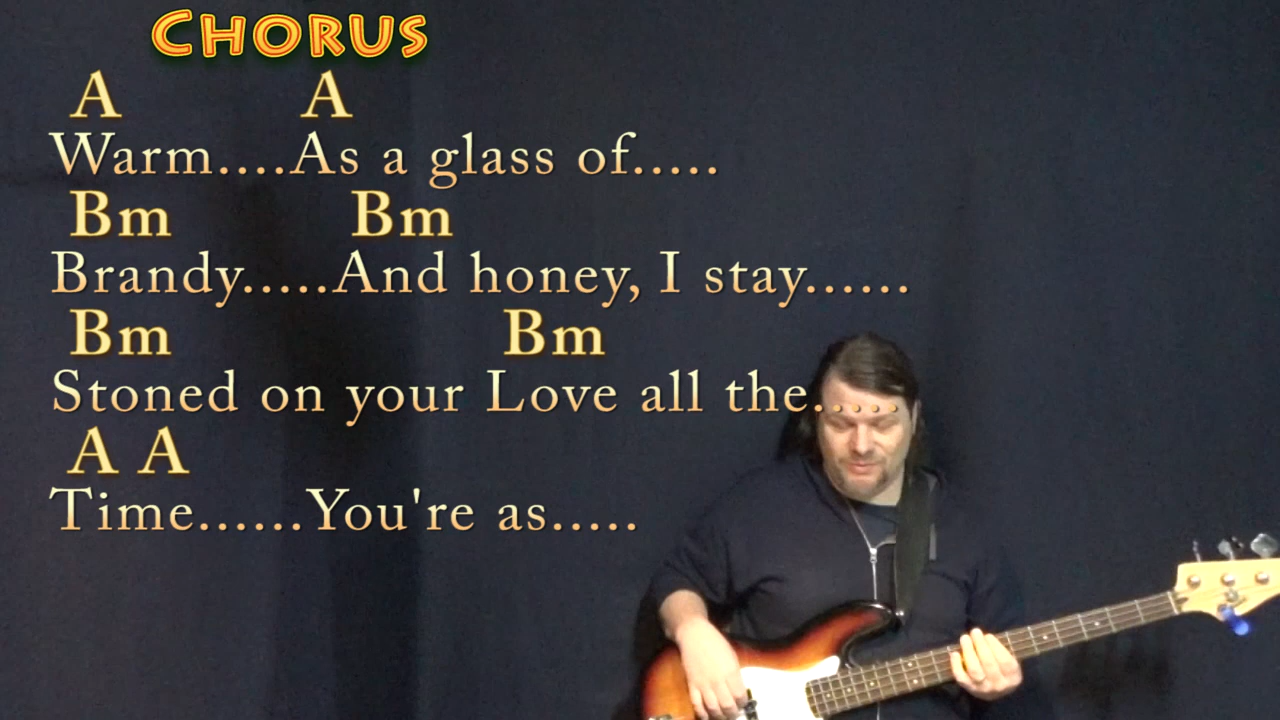 CHORUS
A A
Warm....As a glass of.....
Bm Bm
Brandy.....And honey, I stay......
Bm Bm
Stoned on your Love all the.....
A A
Time......You're as.....